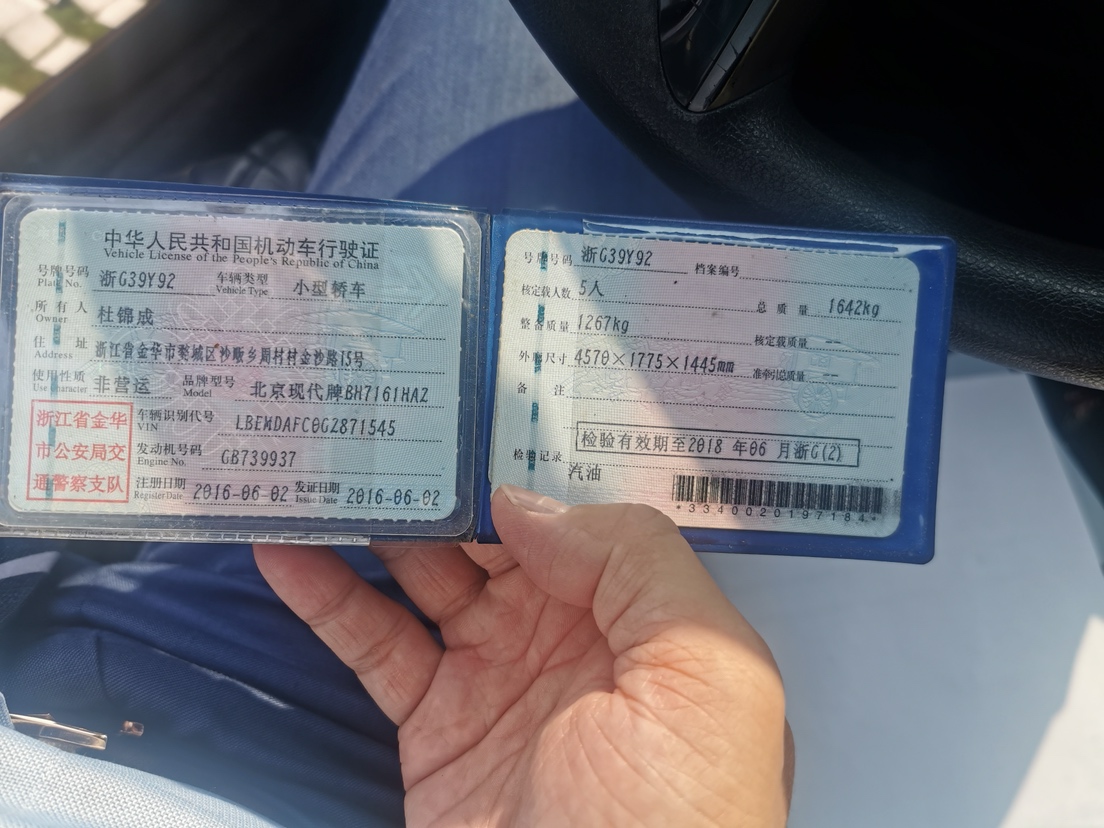 中华人民共和国机动车行驶证
Vehicle License of the People's Republic of China
号牌号码 浙G39Y92 车辆类型 小型轿车
Plate No. Vehicle Type
所有人 杜锦成
Owner
住址 浙江省金华市婺城区沙畈乡周村村金沙路15号
Address
使用性质 非营运 品牌型号 北京现代牌BH7161HAZ
Use Character Model
浙江省金华
市公安局交
通警察支队
车辆识别代号 LBEMDAFC0GZ871545
VIN
发动机号码 GB739937
Engine No.
注册日期 2016-06-02 发证日期 2016-06-02
Register Date Issue Date
号牌号码 浙G39Y92 档案编号
核定载人数 5人 总质量 1642kg
整备质量 1267kg 核定载质量 --
外廓尺寸 4570×1775×1445mm 准牵引总质量 --
备注
检验有效期至2018 年06 月浙G(2)
检验记录
汽油
*3340020197184*